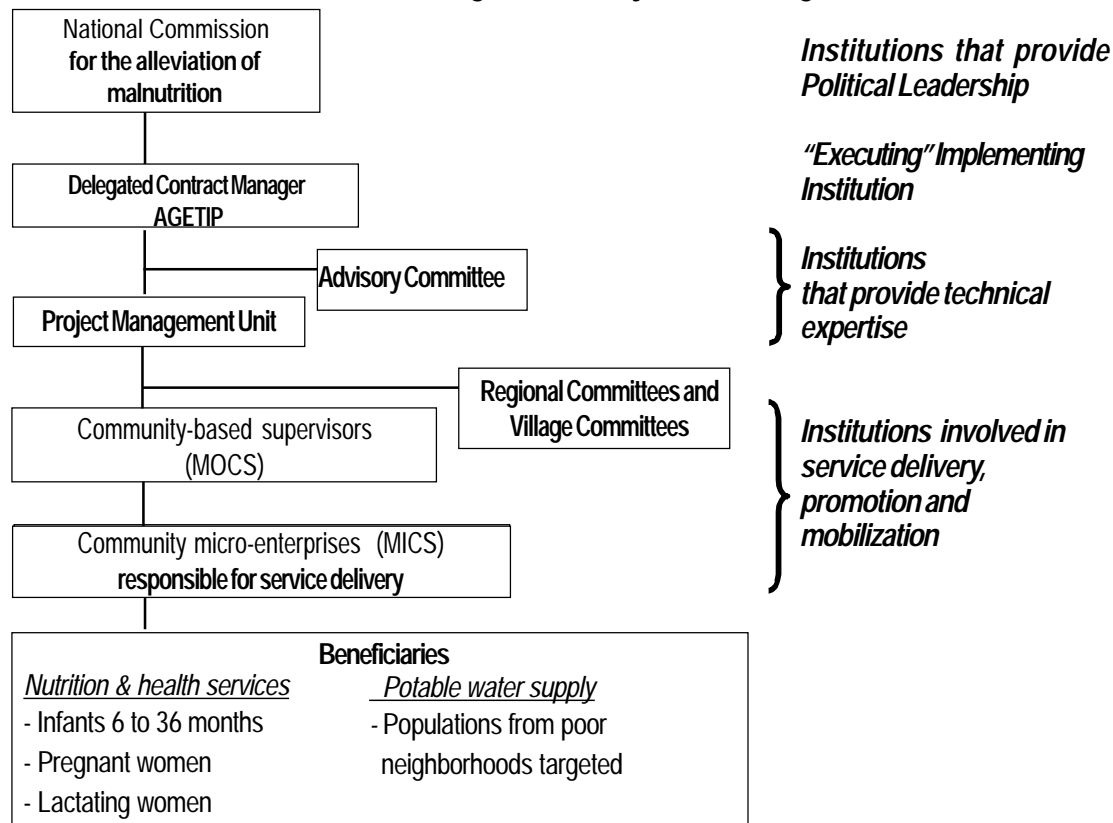 National Commission
for the alleviation of
malnutrition
Institutions that provide
Political Leadership
“Executing” Implementing
Institution
Delegated Contract Manager
AGETIP
Advisory Committee
Institutions
that provide technical
expertise
Project Management Unit
Regional Committees and
Village Committees
Community-based supervisors
(MOCS)
Institutions involved in
service delivery,
promotion and
mobilization
Community micro-enterprises (MICS)
responsible for service delivery
Beneficiaries
Nutrition & health services
- Infants 6 to 36 months
- Pregnant women
- Lactating women
Potable water supply
- Populations from poor
neighborhoods targeted